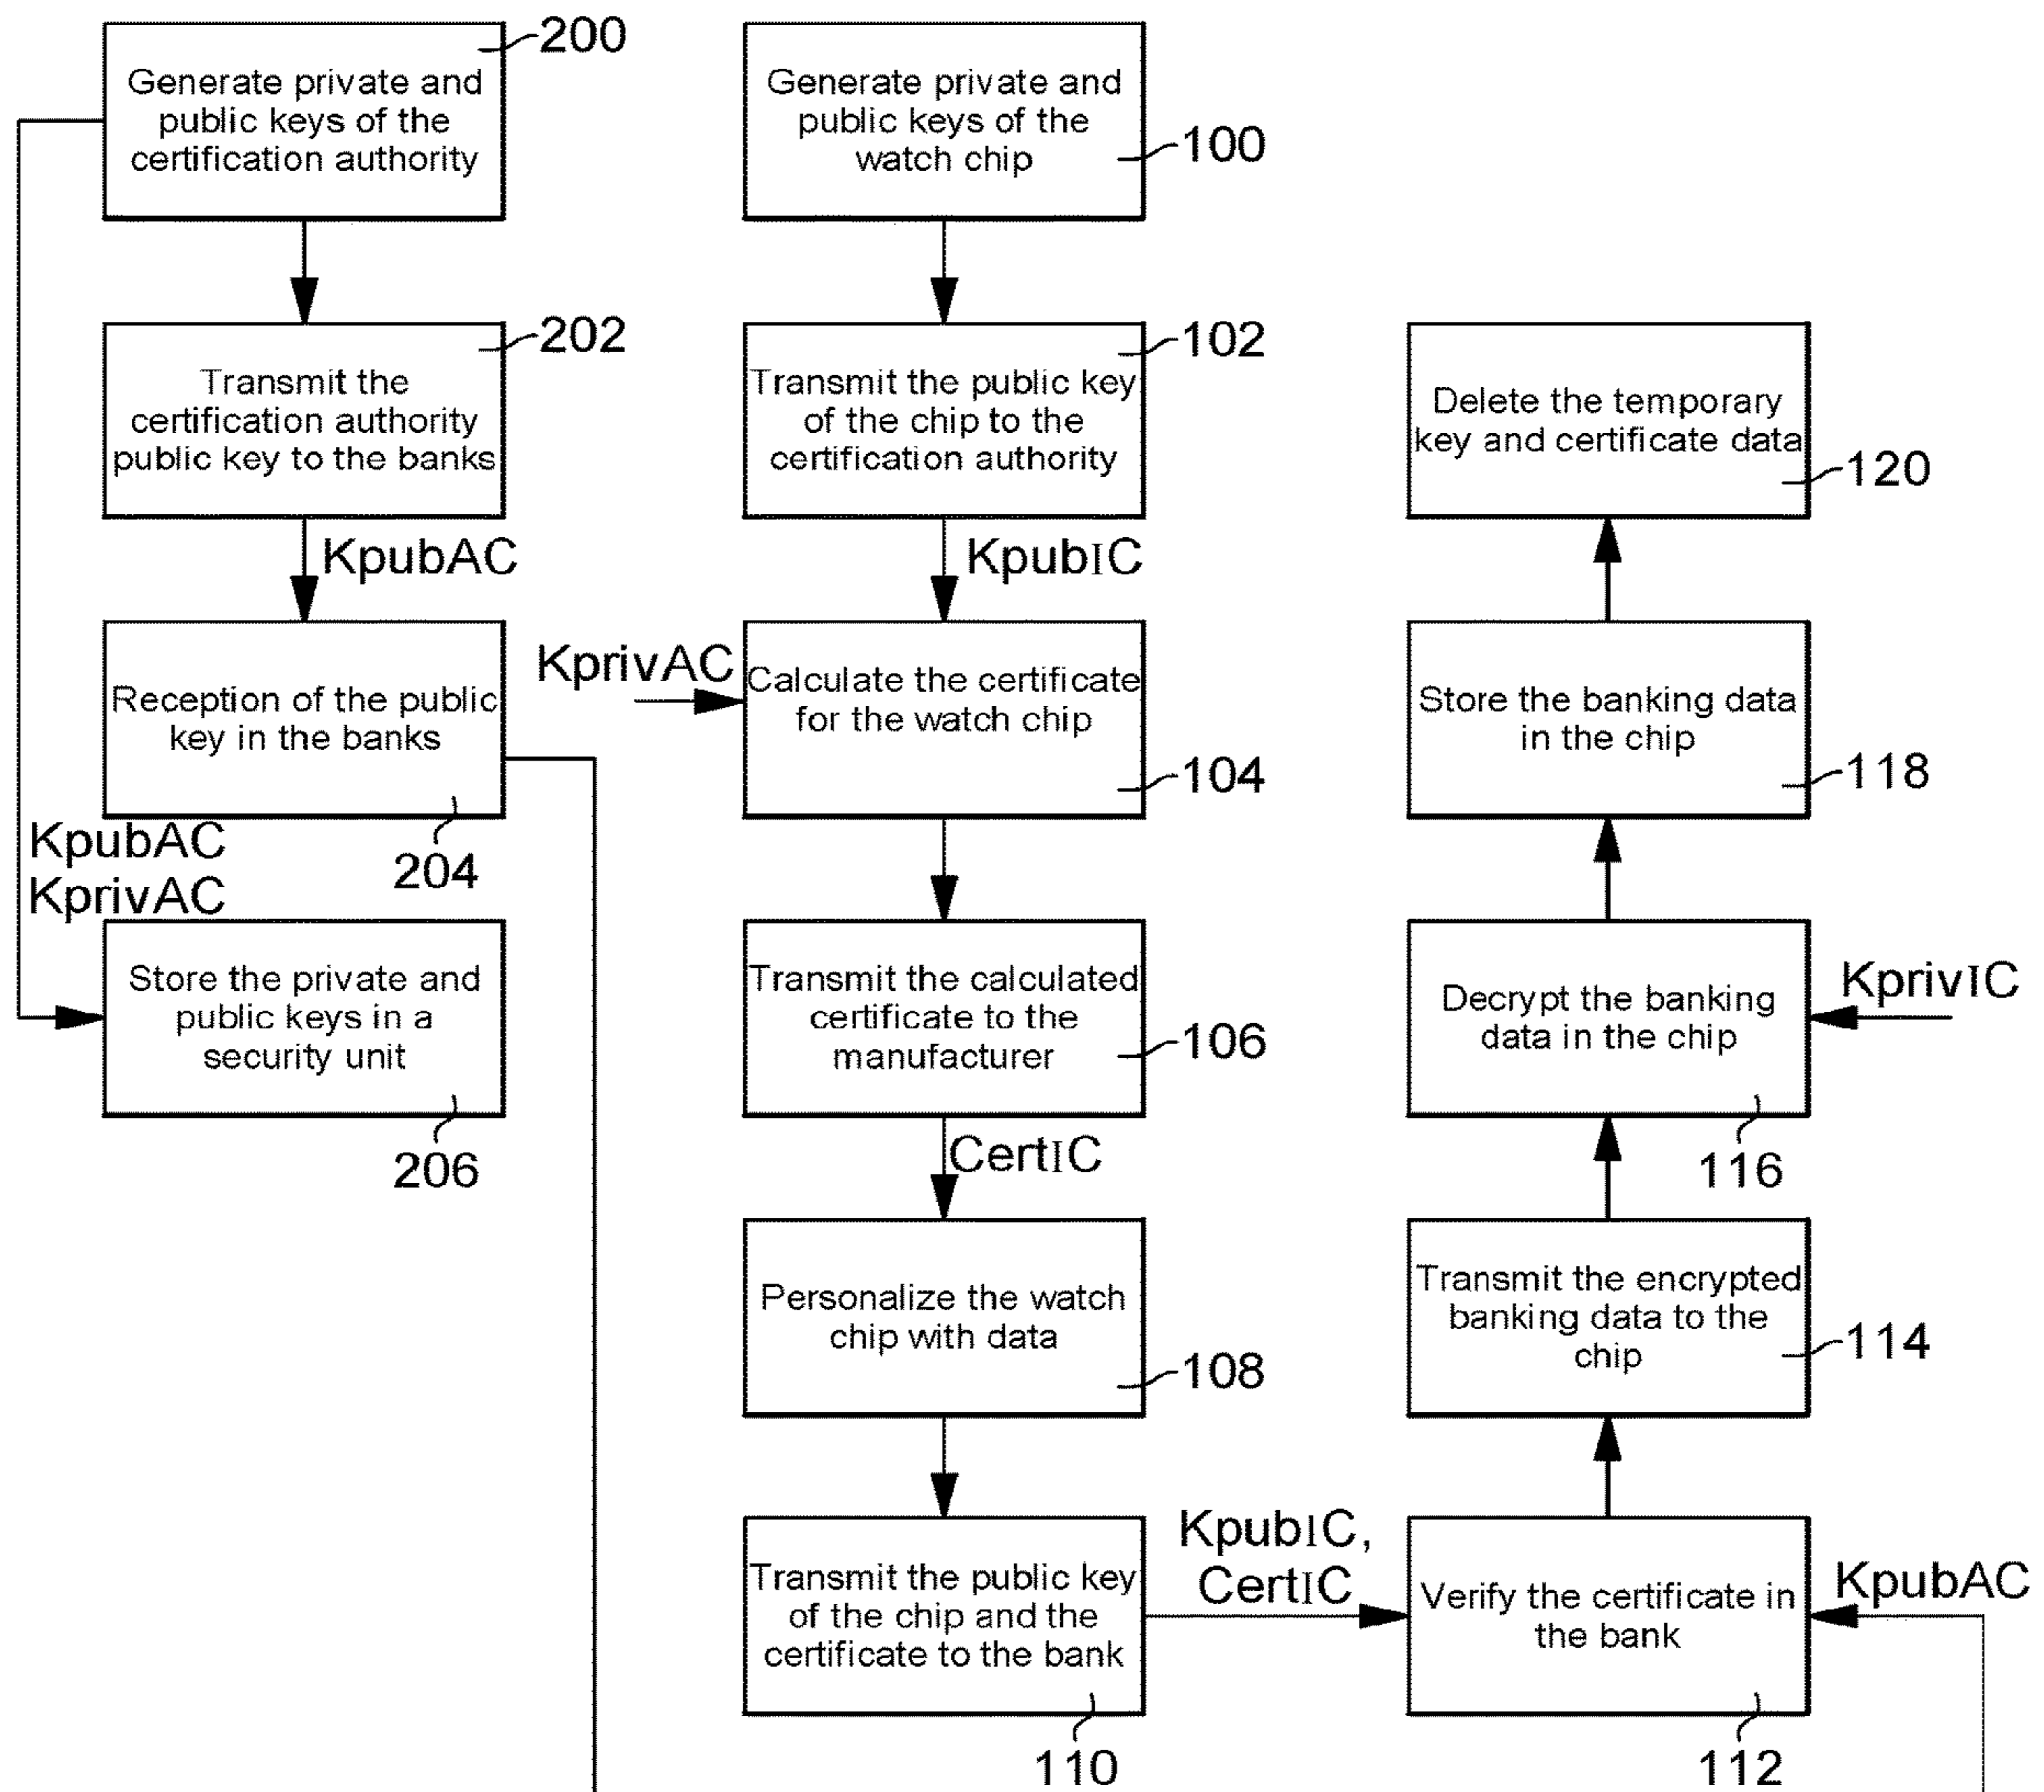 200
Generate private and
public keys of the
certification authority
202
Transmit the
certification authority
public key to the banks
KpubAC
Reception of the public
key in the banks
204
KpubAC
KprivAC
Store the private and
public keys in a
security unit
206
Generate private and
public keys of the
watch chip
100
102
Transmit the public key
of the chip to the
certification authority
KpubIC
KprivAC
Calculate the certificate
for the watch chip
104
Transmit the calculated
certificate to the
manufacturer
106
CertIC
Personalize the watch
chip with data
108
Transmit the public key
of the chip and the
certificate to the bank
110
KpubIC,
CertIC
Delete the temporary
key and certificate data
120
Store the banking data
in the chip
118
Decrypt the banking
data in the chip
KprivIC
116
Transmit the encrypted
banking data to the
chip
114
Verify the certificate in
the bank
KpubAC
112